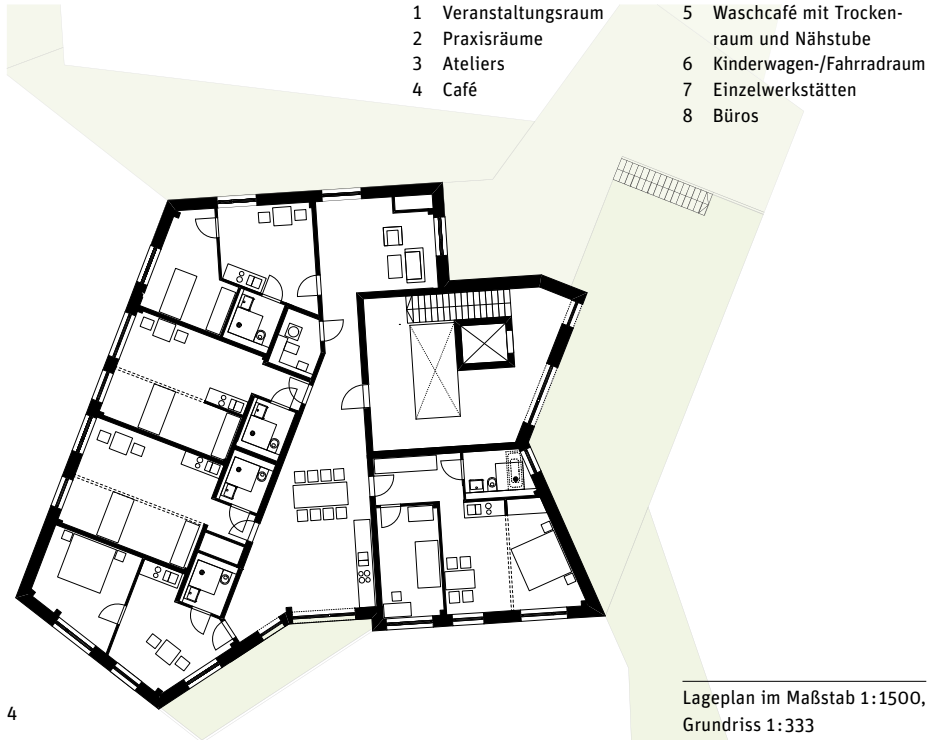 1 Veranstaltungsraum
2 Praxisräume
3 Ateliers
4 Café
5 Waschcafé mit Trocken-
raum und Nähstube
6 Kinderwagen-/Fahrradraum
7 Einzelwerkstätten
8 Büros
4
Lageplan im Maßstab 1:1500,
Grundriss 1:333